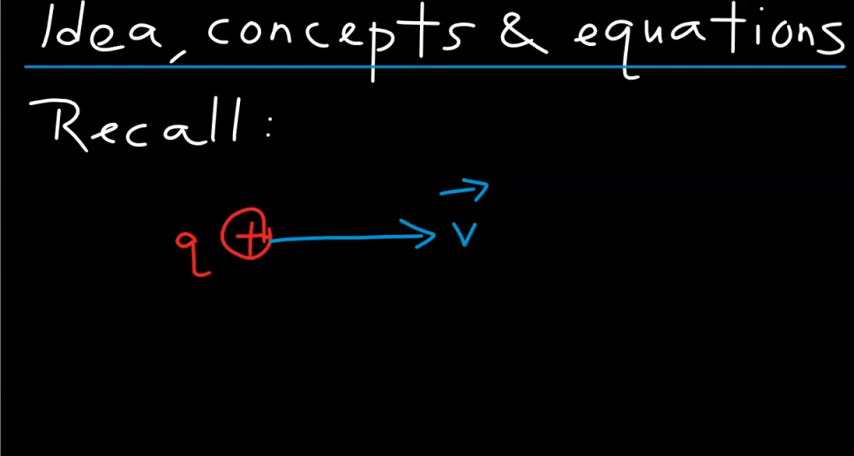 Idea, concepts & equations
Recall:
q + v